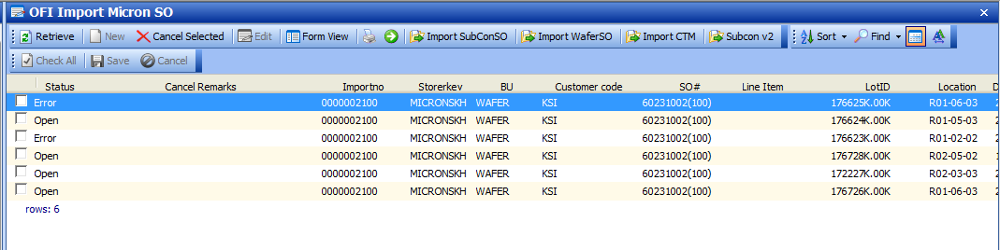 OFI Import Micron SO
Retrieve New Cancel Selected Edit Form View Import SubConSO Import WaferSO Import CTM Subcon v2 Sort Find
Check All Save Cancel
Status Cancel Remarks Importno Storerkev BU Customer code SO# Line Item LotID Location D
Error 0000002100 MICRONSKH WAFER KSI 60231002(100) 176625K.00K R01-06-03 2
Open 0000002100 MICRONSKH WAFER KSI 60231002(100) 176624K.00K R01-05-03 2
Error 0000002100 MICRONSKH WAFER KSI 60231002(100) 176623K.00K R01-02-02 2
Open 0000002100 MICRONSKH WAFER KSI 60231002(100) 176728K.00K R02-05-02 1
Open 0000002100 MICRONSKH WAFER KSI 60231002(100) 172227K.00K R02-03-03 2
Open 0000002100 MICRONSKH WAFER KSI 60231002(100) 176726K.00K R01-06-03 2
rows: 6